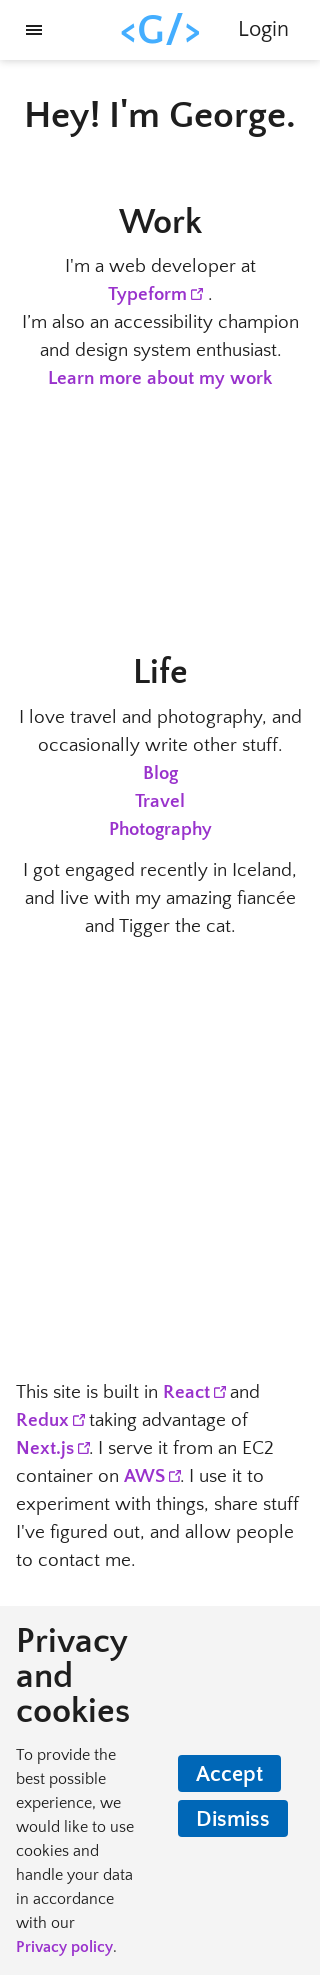 <G/>
Login
Hey! I'm George.
Work
I'm a web developer at
Typeform .
I’m also an accessibility champion
and design system enthusiast.
Learn more about my work
Life
I love travel and photography, and
occasionally write other stuff.
Blog
Travel
Photography
I got engaged recently in Iceland,
and live with my amazing fiancée
and Tigger the cat.
This site is built in React and
Redux taking advantage of
Next.js . I serve it from an EC2
container on AWS . I use it to
experiment with things, share stuff
I've figured out, and allow people
to contact me.
Privacy
and
cookies
To provide the
best possible
experience, we
would like to use
cookies and
handle your data
in accordance
with our
Privacy policy.
Accept
Dismiss